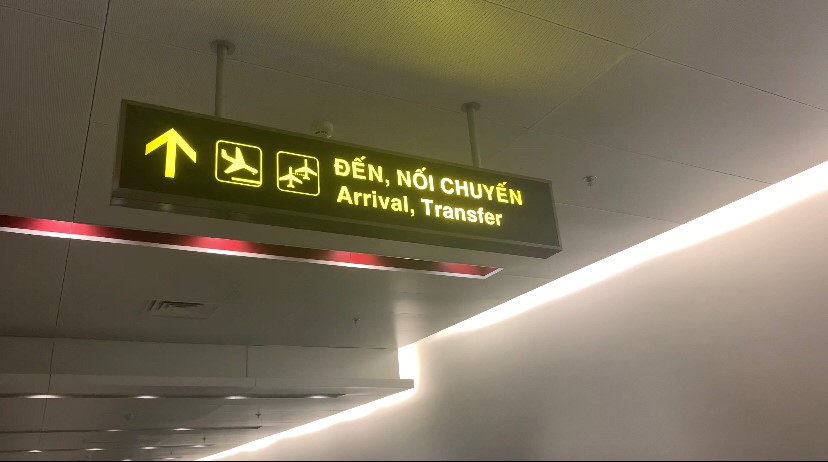 ĐẾN, NỐI CHUYẾN
Arrival, Transfer